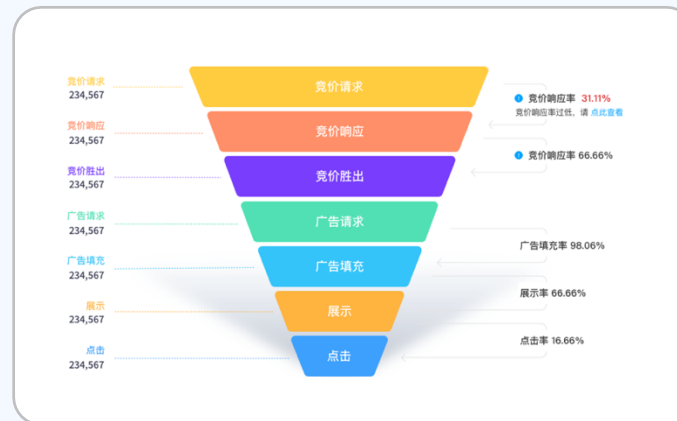 竞价请求
234,567
竞价响应
234,567
竞价胜出
234,567
广告请求
234,567
广告填充
234,567
展示
234,567
点击
234,567
竞价请求
竞价响应
竞价胜出
广告请求
广告填充
展示
点击
竞价响应率 31.11%
竞价响应率过低，请 点此查看
竞价响应率 66.66%
广告填充率 98.06%
展示率 66.66%
点击率 16.66%